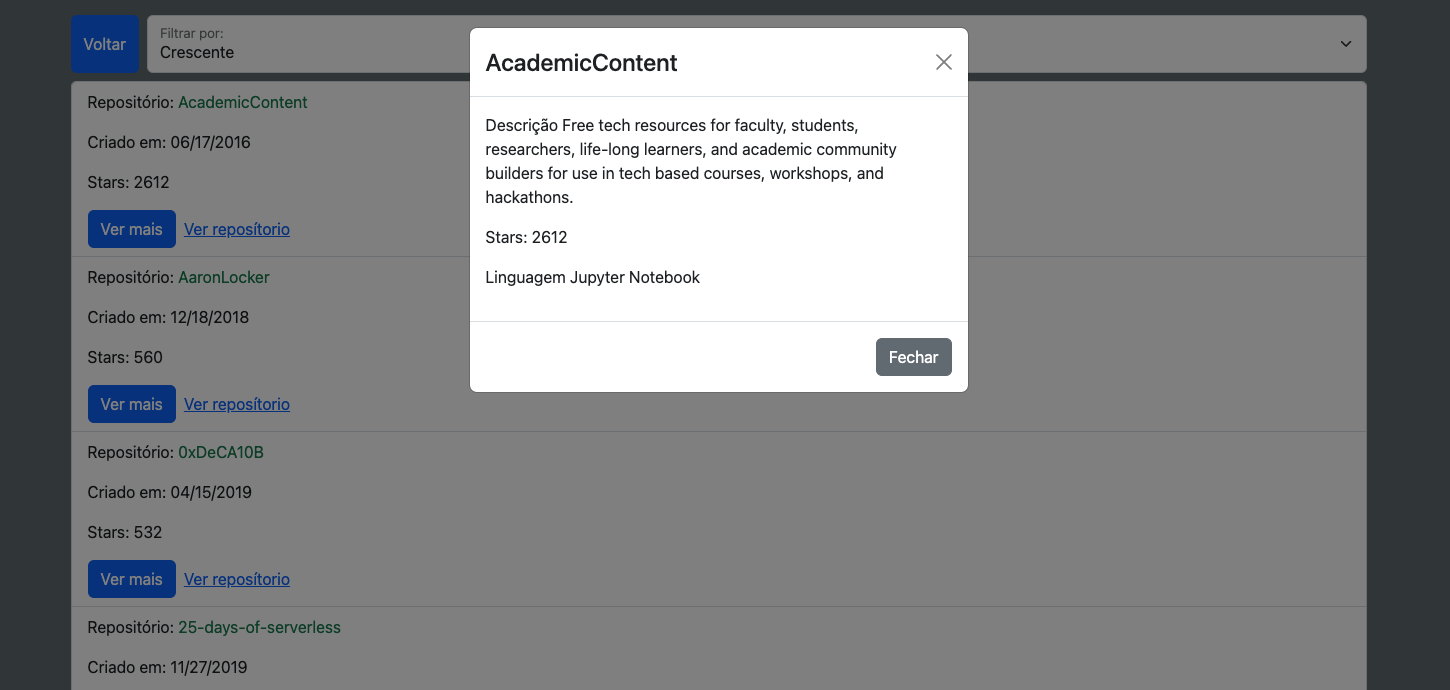 Voltar
Filtrar por:
Crescente
AcademicContent
Descrição Free tech resources for faculty, students,
researchers, life-long learners, and academic community
builders for use in tech based courses, workshops, and
hackathons.
Stars: 2612
Linguagem Jupyter Notebook
Fechar
Repositório: AcademicContent
Criado em: 06/17/2016
Stars: 2612
Ver mais Ver repositorio
Repositório: AaronLocker
Criado em: 12/18/2018
Stars: 560
Ver mais Ver repositorio
Repositório: 0xDeCA10B
Criado em: 04/15/2019
Stars: 532
Ver mais Ver repositorio
Repositório: 25-days-of-serverless
Criado em: 11/27/2019